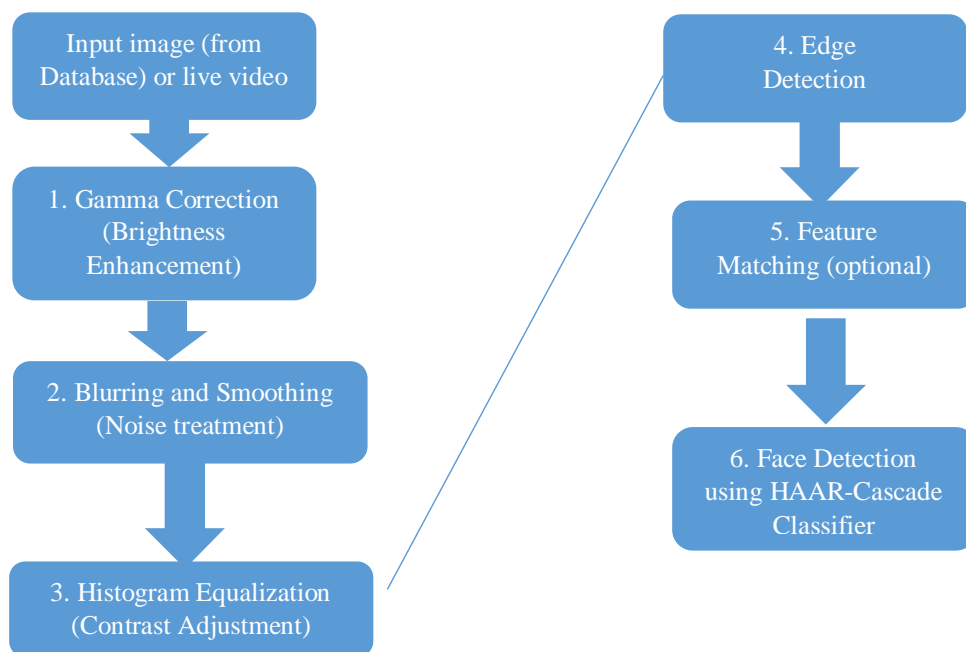 Input image (from
Database) or live video
1. Gamma Correction
(Brightness
Enhancement)
2. Blurring and Smoothing
(Noise treatment)
3. Histogram Equalization
(Contrast Adjustment)
4. Edge
Detection
5. Feature
Matching (optional)
6. Face Detection
using HAAR-Cascade
Classifier